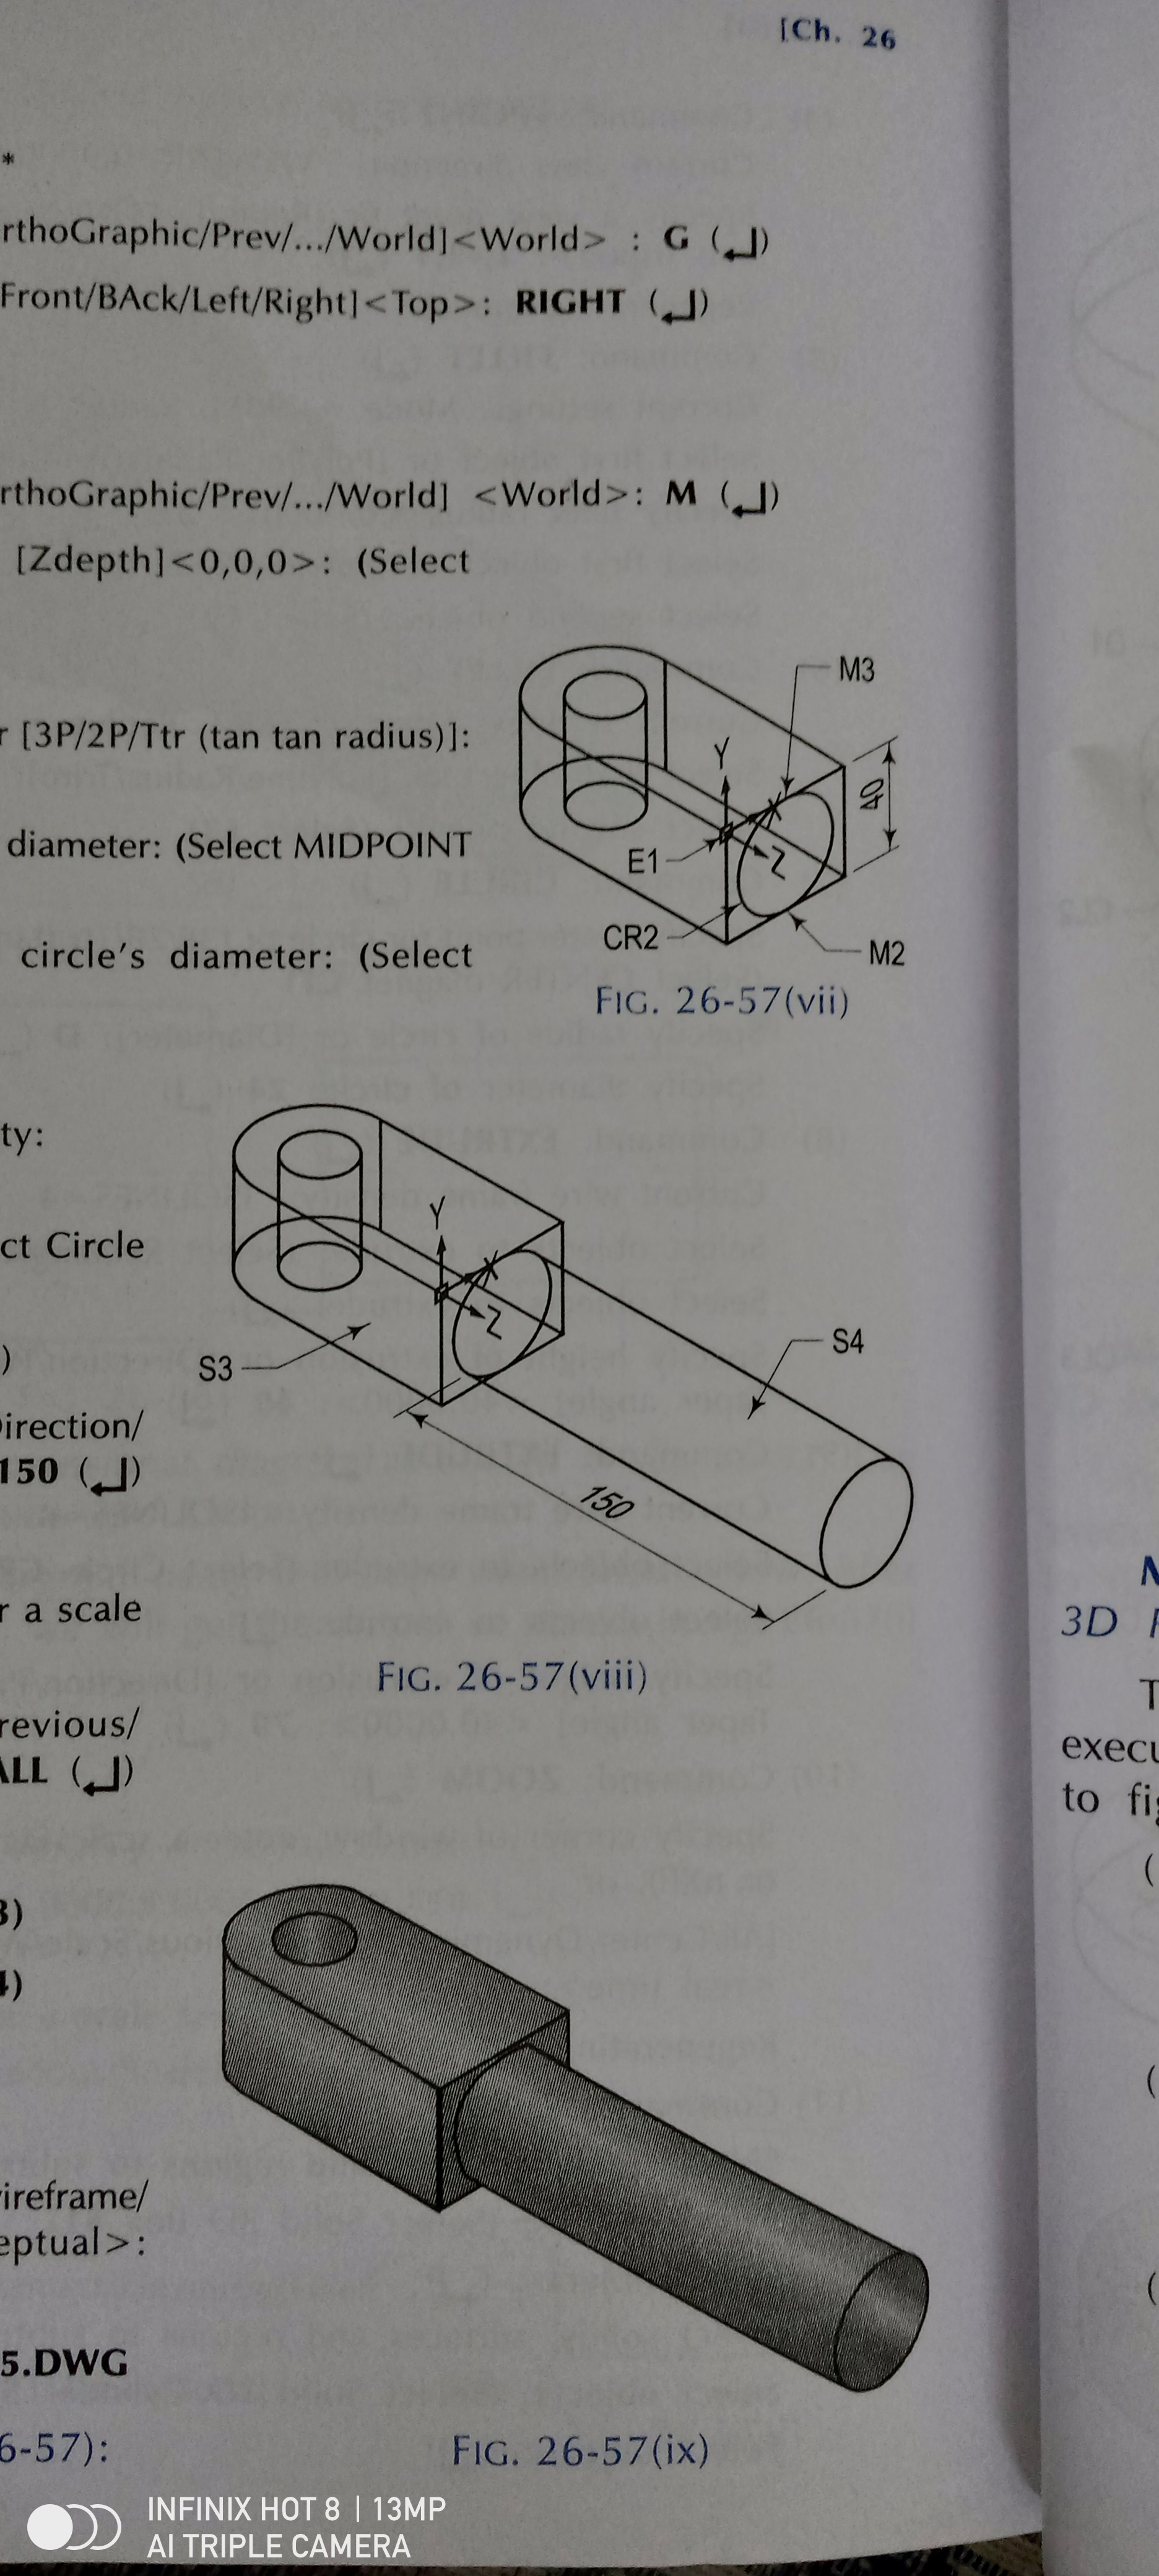 [Ch. 26
*
rthoGraphic/Prev/.../World]<World> : G (↵)
Front/BAck/Left/Right]<Top>: RIGHT (↵)
rthoGraphic/Prev/.../World] <World>: M (↵)
[Zdepth]<0,0,0>: (Select
r [3P/2P/Ttr (tan tan radius)]:
diameter: (Select MIDPOINT
circle's diameter: (Select
M3
Y
X
Z
40
E1
CR2
M2
FIG. 26-57(vii)
ty:
ct Circle
)
Direction/
150 (↵)
r a scale
Y
X
Z
S3
S4
150
FIG. 26-57(viii)
revious/
ALL (↵)
3)
4)
vireframe/
eptual>:
5.DWG
6-57):
FIG. 26-57(ix)
3D
execu
to fig
(
(
(
INFINIX HOT 8 | 13MP
AI TRIPLE CAMERA